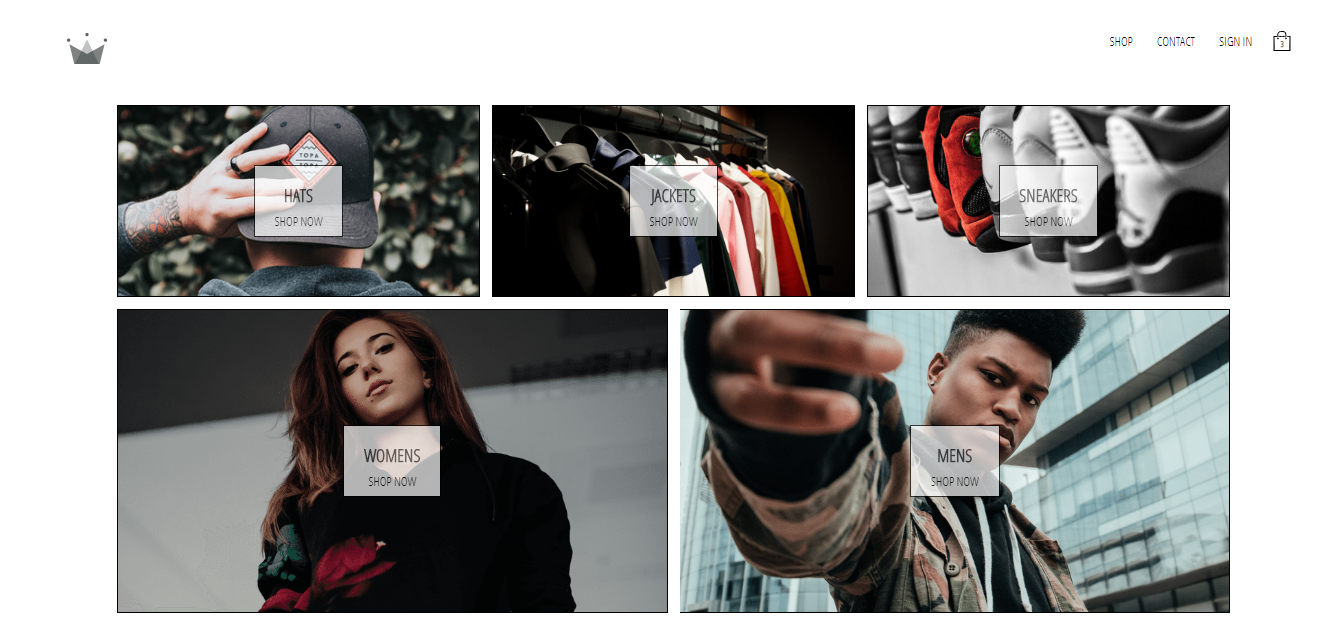 SHOP
CONTACT
SIGN IN
3
TOPA
TOPA
HATS
SHOP NOW
JACKETS
SHOP NOW
SNEAKERS
SHOP NOW
WOMENS
SHOP NOW
MENS
SHOP NOW